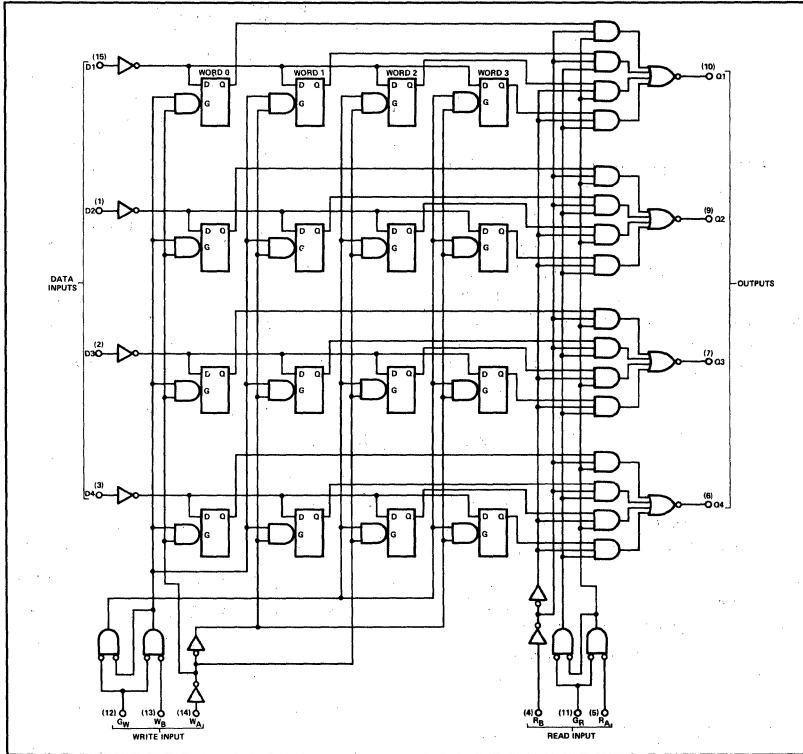 (15)
D1
WORD 0
WORD 1
WORD 2
WORD 3
(10)
Q1
D Q
G
D Q
G
D Q
G
D Q
G
(1)
D2
(9)
Q2
D Q
G
D Q
G
D Q
G
D Q
G
DATA
INPUTS
OUTPUTS
(2)
D3
(7)
Q3
D Q
G
D Q
G
D Q
G
D Q
G
(3)
D4
(6)
Q4
D Q
G
D Q
G
D Q
G
D Q
G
(12)
GW
(13)
WB
(14)
WA
(4)
RB
(11)
GR
(5)
RA
WRITE INPUT
READ INPUT